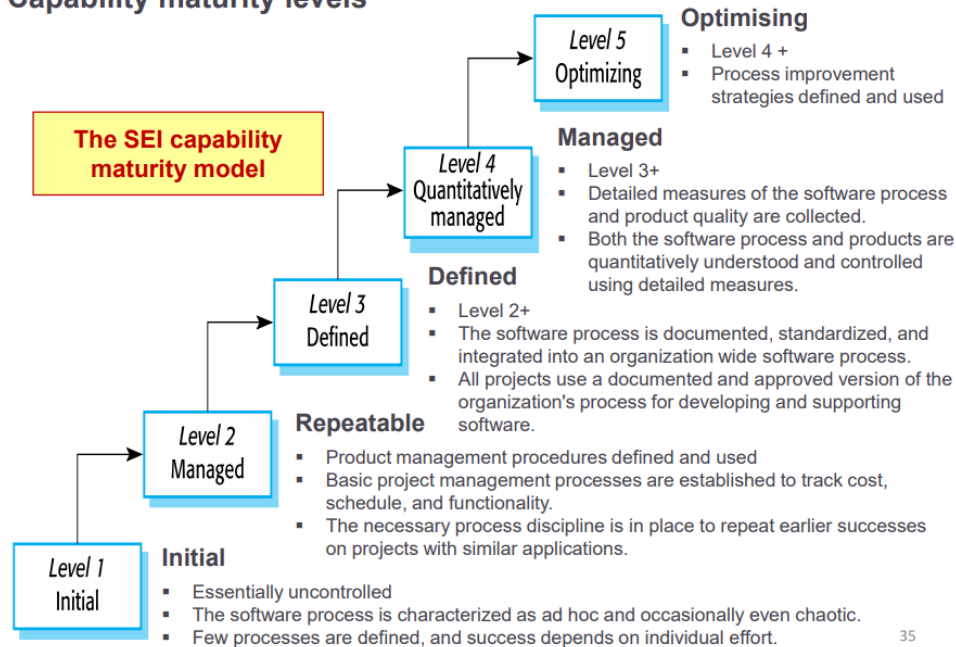 Capability maturity levels
Optimising
▪ Level 4 +
▪ Process improvement
strategies defined and used
Level 5
Optimizing
The SEI capability
maturity model
Managed
▪ Level 3+
▪ Detailed measures of the software process
and product quality are collected.
▪ Both the software process and products are
quantitatively understood and controlled
using detailed measures.
Level 4
Quantitatively
managed
Defined
▪ Level 2+
▪ The software process is documented, standardized, and
integrated into an organization wide software process.
▪ All projects use a documented and approved version of the
organization's process for developing and supporting
software.
Level 3
Defined
Repeatable
▪ Product management procedures defined and used
▪ Basic project management processes are established to track cost,
schedule, and functionality.
▪ The necessary process discipline is in place to repeat earlier successes
on projects with similar applications.
Level 2
Managed
Initial
▪ Essentially uncontrolled
▪ The software process is characterized as ad hoc and occasionally even chaotic.
▪ Few processes are defined, and success depends on individual effort.
Level 1
Initial
35